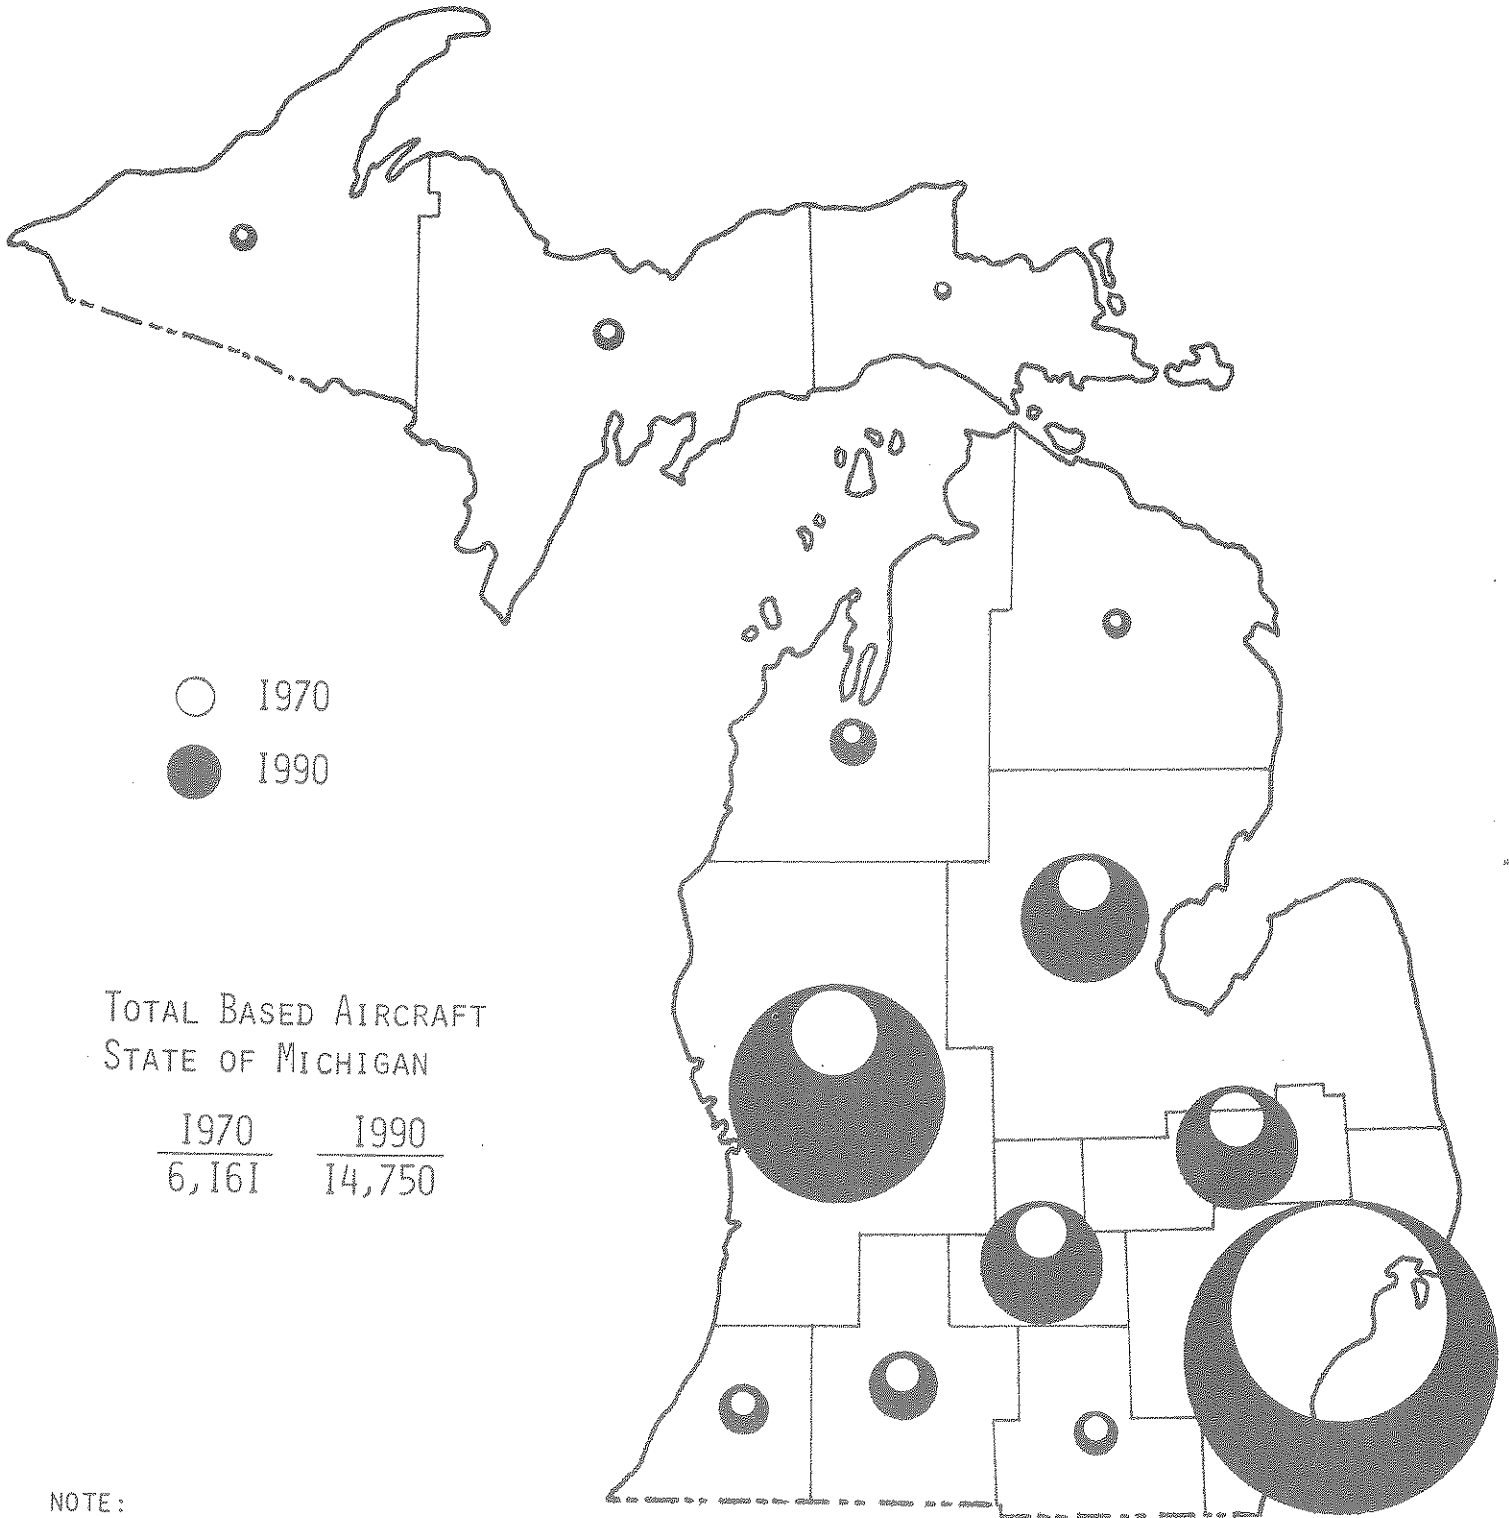 1970
1990
TOTAL BASED AIRCRAFT
STATE OF MICHIGAN
1970 1990
6,161 14,750
NOTE: